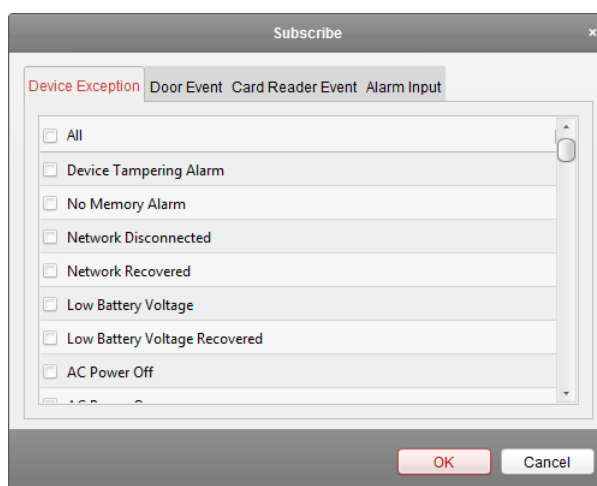 Subscribe
Device Exception Door Event Card Reader Event Alarm Input
All
Device Tampering Alarm
No Memory Alarm
Network Disconnected
Network Recovered
Low Battery Voltage
Low Battery Voltage Recovered
AC Power Off
OK Cancel